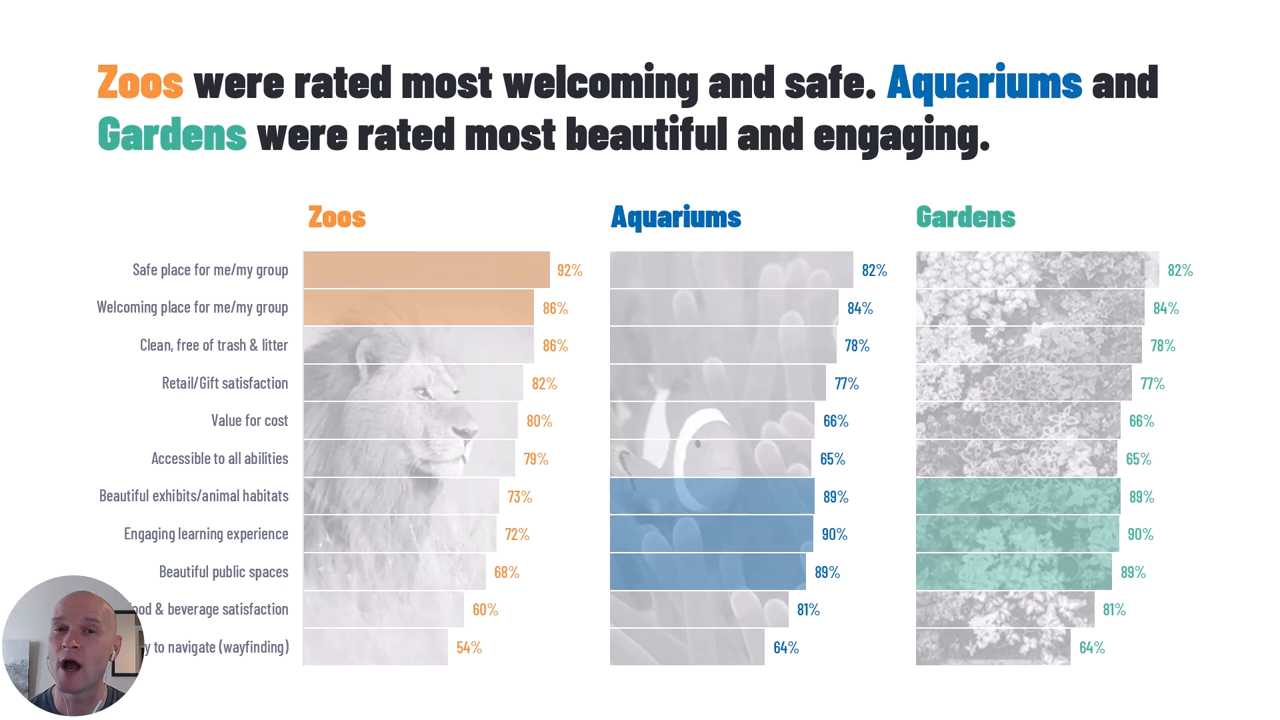 Zoos were rated most welcoming and safe. Aquariums and
Gardens were rated most beautiful and engaging.
Zoos Aquariums Gardens
Safe place for me/my group 92% 82% 82%
Welcoming place for me/my group 86% 84% 84%
Clean, free of trash & litter 86% 78% 78%
Retail/Gift satisfaction 82% 77% 77%
Value for cost 80% 66% 66%
Accessible to all abilities 79% 65% 65%
Beautiful exhibits/animal habitats 73% 89% 89%
Engaging learning experience 72% 90% 90%
Beautiful public spaces 68% 89% 89%
& beverage satisfaction 60% 81% 81%
to navigate (wayfinding) 54% 64% 64%